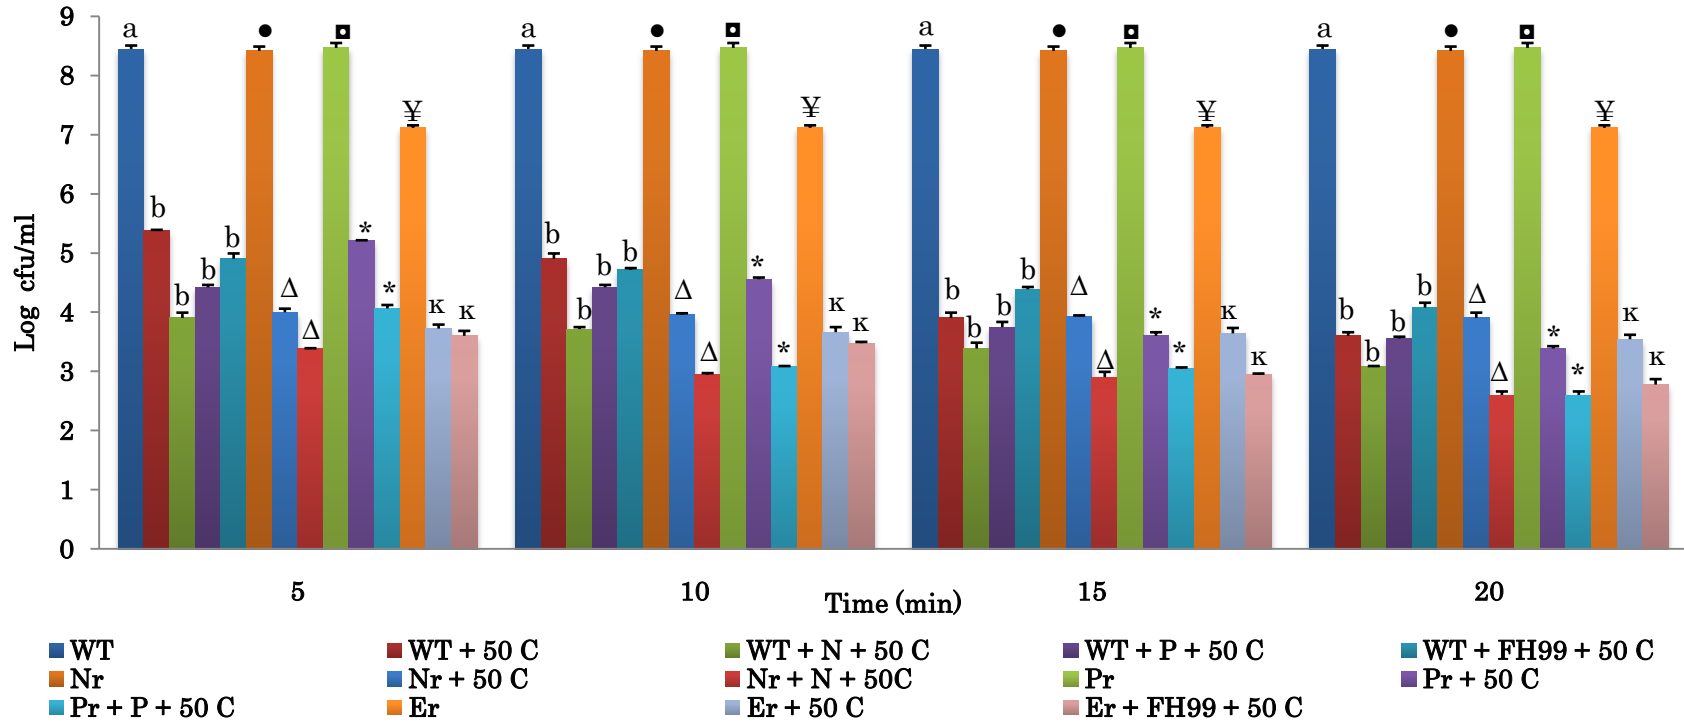 9
8
7
6
5
4
3
2
1
0
Log cfu/ml
a ● ◘ a ● ◘ a ● ◘ a ● ◘
¥ ¥ ¥ ¥
b b b b Δ Δ * * κ κ
b b b b Δ Δ * * κ κ
b b b b Δ Δ * * κ κ
b b b b Δ Δ * * κ κ
5 10 15 20
Time (min)
WT WT + 50 C WT + N + 50 C WT + P + 50 C WT + FH99 + 50 C
Nr Nr + 50 C Nr + N + 50C Pr Pr + 50 C
Pr + P + 50 C Er Er + 50 C Er + FH99 + 50 C